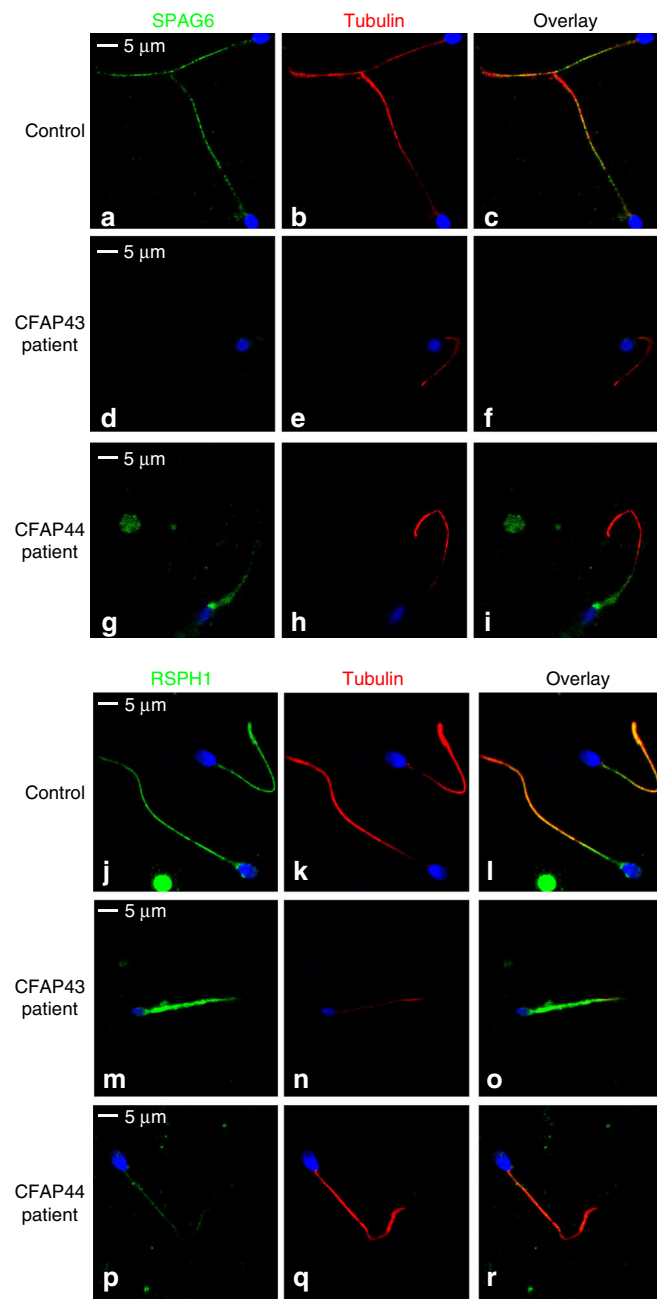 SPAG6 Tubulin Overlay
Control
5 μm
a b c
CFAP43
patient
5 μm
d e f
CFAP44
patient
5 μm
g h i
RSPH1 Tubulin Overlay
Control
5 μm
j k l
CFAP43
patient
5 μm
m n o
CFAP44
patient
5 μm
p q r